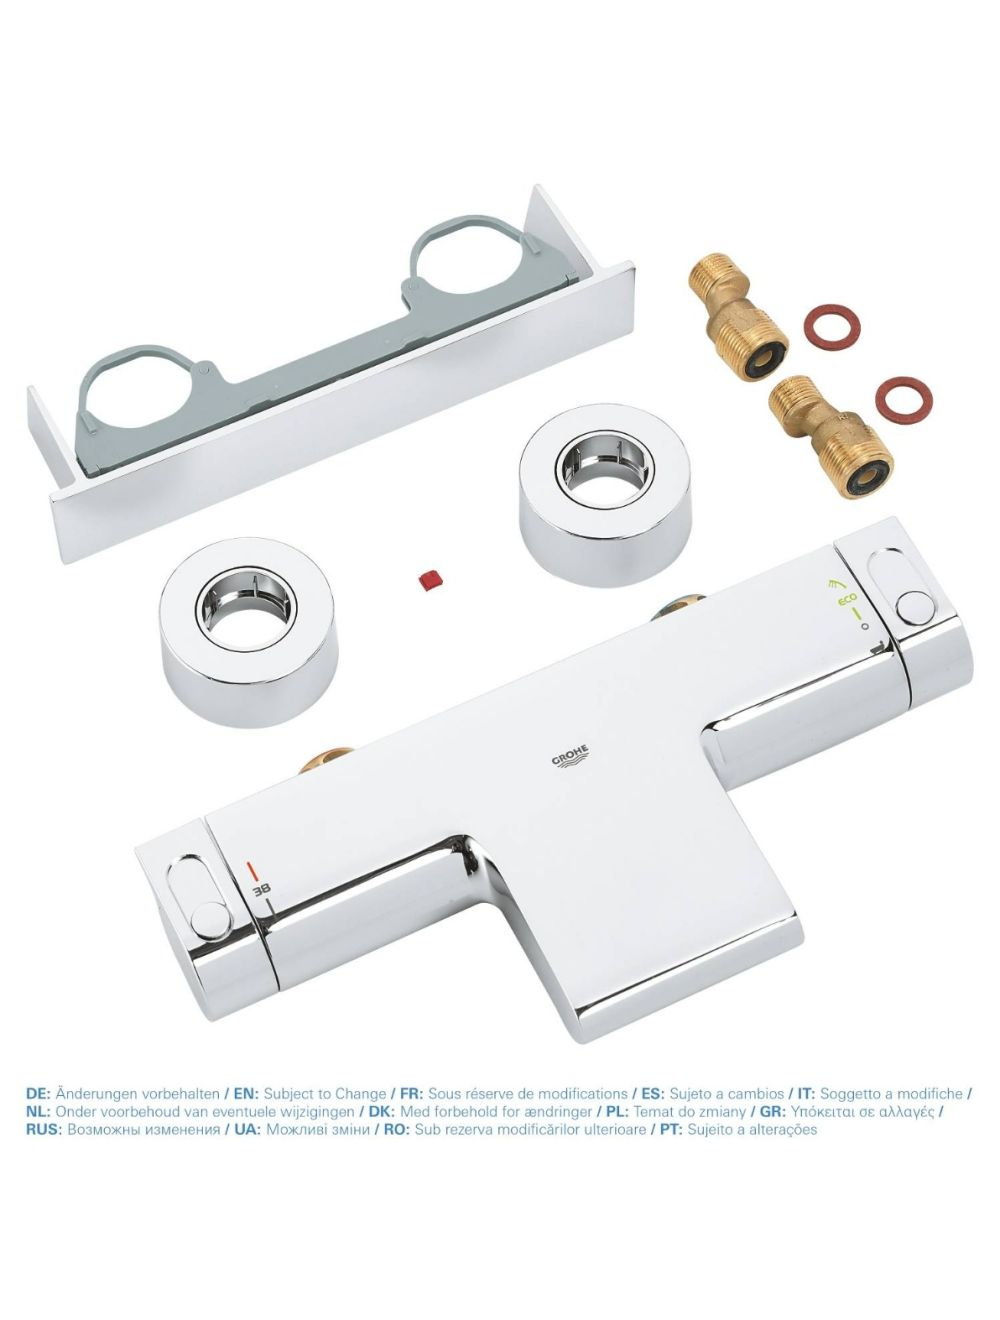 ECO
GROHE
38
DE: Änderungen vorbehalten / EN: Subject to Change / FR: Sous réserve de modifications / ES: Sujeto a cambios / IT: Soggetto a modifiche /
NL: Onder voorbehoud van eventuele wijzigingen / DK: Med forbehold for ændringer / PL: Temat do zmiany / GR: Υπόκειται σε αλλαγές /
RUS: Возможны изменения / UA: Можливі зміни / RO: Sub rezerva modificărilor ulterioare / PT: Sujeito a alterações